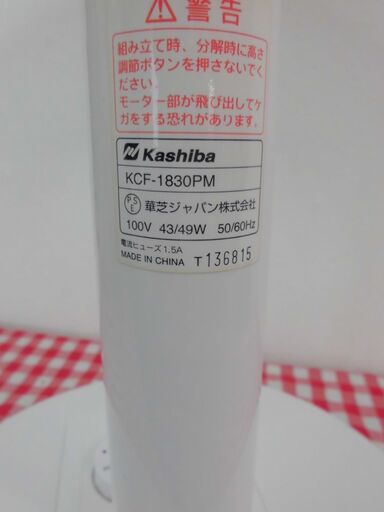 ⚠警告
組み立て時、分解時に高さ
調節ボタンを押さないでく
ださい。
モーター部が飛び出してケ
ガをする恐れがあります。
Kashiba
KCF-1830PM
PSE 華芝ジャパン株式会社
100V 43/49W 50/60Hz
電流ヒューズ1.5A
MADE IN CHINA T136815